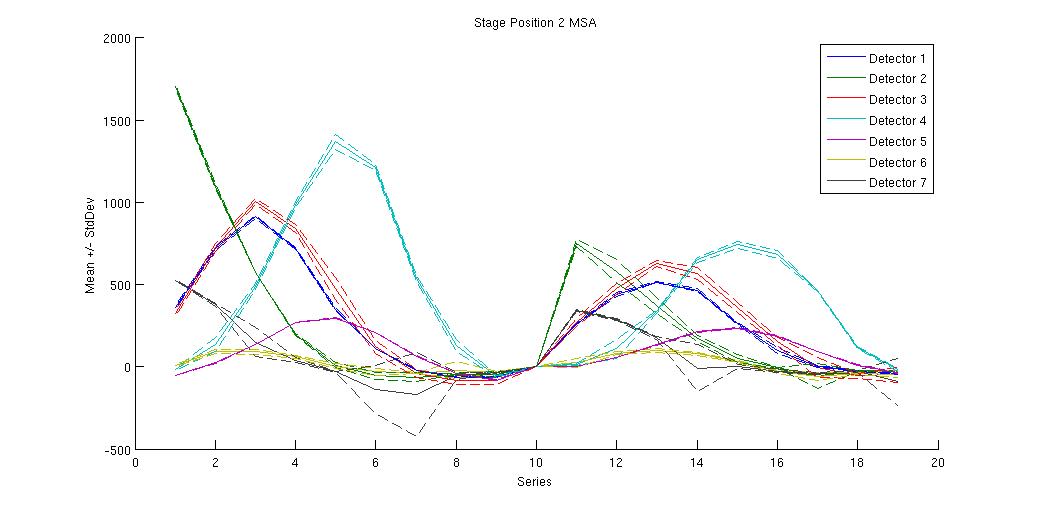 Stage Position 2 MSA
2000
1500
1000
500
0
-500
Mean +/- StdDev
Detector 1
Detector 2
Detector 3
Detector 4
Detector 5
Detector 6
Detector 7
0 2 4 6 8 10 12 14 16 18 20
Series